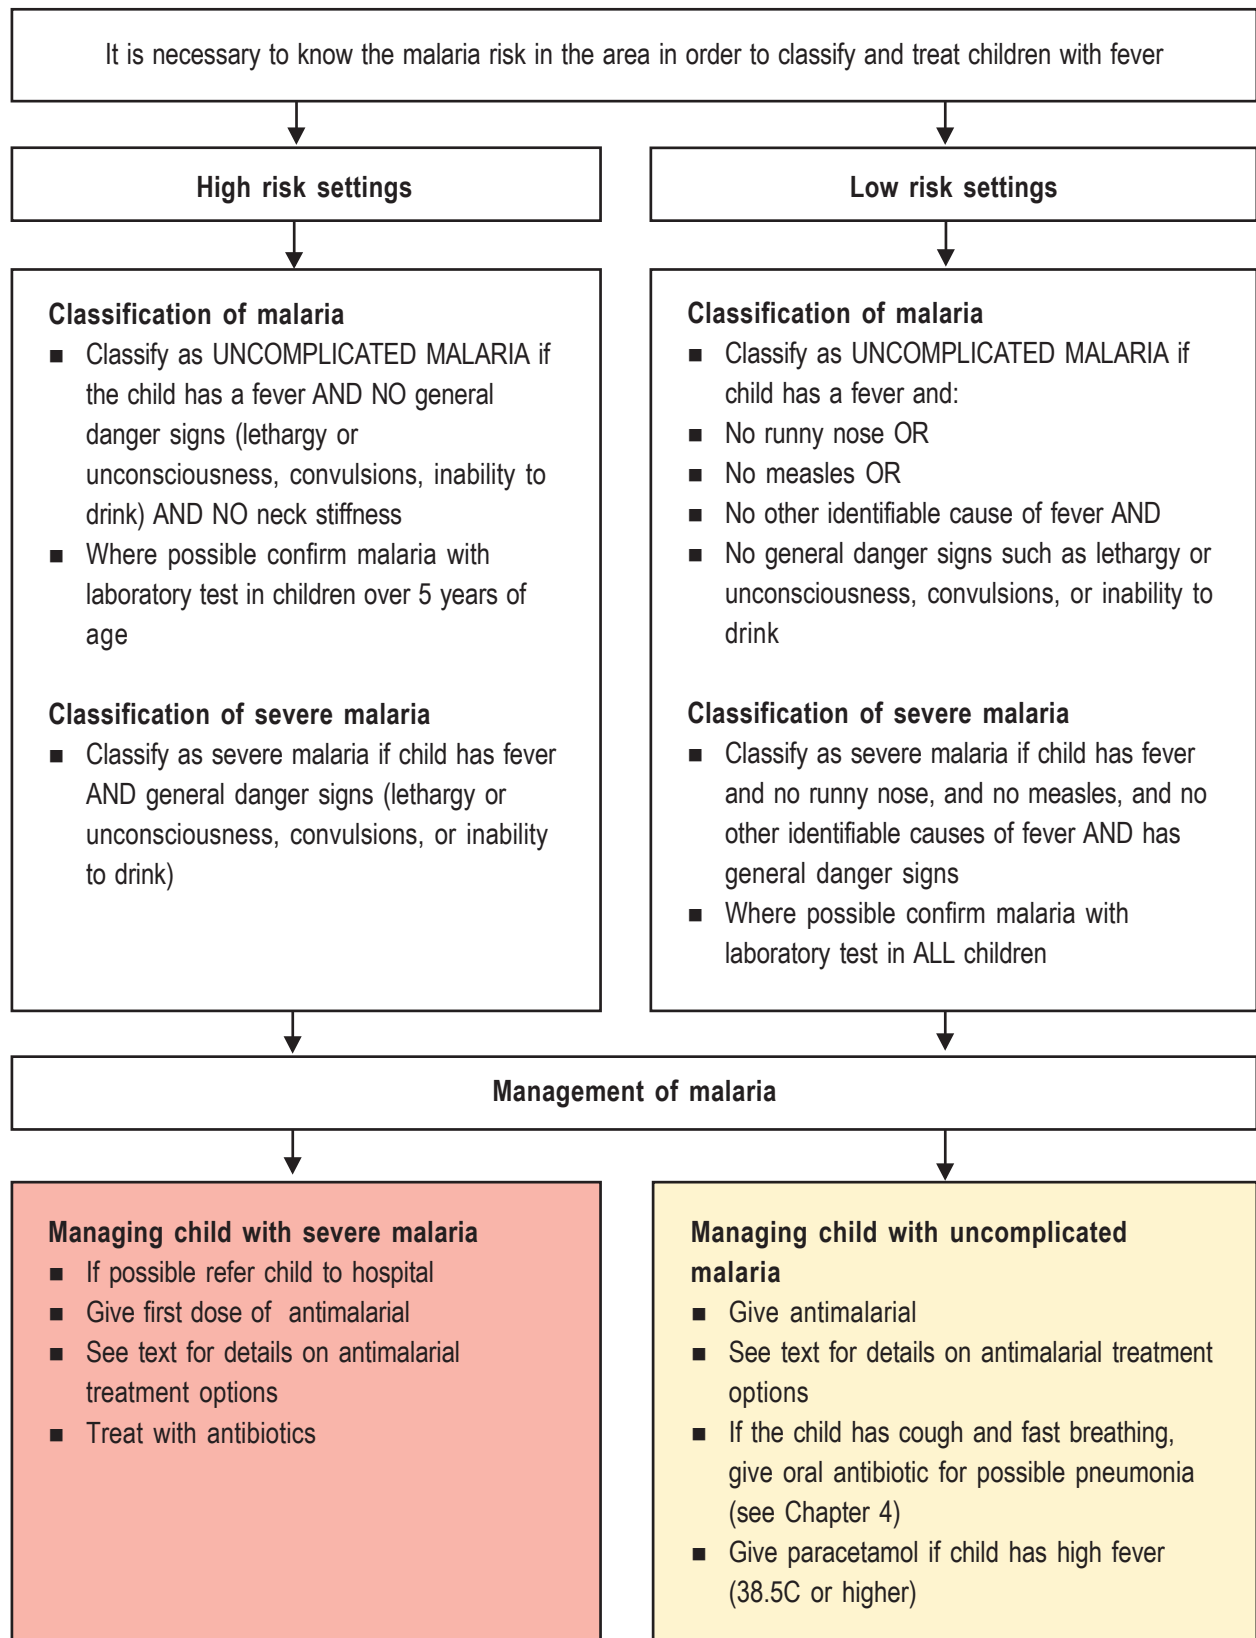 It is necessary to know the malaria risk in the area in order to classify and treat children with fever
High risk settings
Classification of malaria
■ Classify as UNCOMPLICATED MALARIA if
the child has a fever AND NO general
danger signs (lethargy or
unconsciousness, convulsions, inability to
drink) AND NO neck stiffness
■ Where possible confirm malaria with
laboratory test in children over 5 years of
age
Classification of severe malaria
■ Classify as severe malaria if child has fever
AND general danger signs (lethargy or
unconsciousness, convulsions, or inability
to drink)
Low risk settings
Classification of malaria
■ Classify as UNCOMPLICATED MALARIA if
child has a fever and:
■ No runny nose OR
■ No measles OR
■ No other identifiable cause of fever AND
■ No general danger signs such as lethargy or
unconsciousness, convulsions, or inability to
drink
Classification of severe malaria
■ Classify as severe malaria if child has fever
and no runny nose, and no measles, and no
other identifiable causes of fever AND has
general danger signs
■ Where possible confirm malaria with
laboratory test in ALL children
Management of malaria
Managing child with severe malaria
■ If possible refer child to hospital
■ Give first dose of antimalarial
■ See text for details on antimalarial
treatment options
■ Treat with antibiotics
Managing child with uncomplicated
malaria
■ Give antimalarial
■ See text for details on antimalarial treatment
options
■ If the child has cough and fast breathing,
give oral antibiotic for possible pneumonia
(see Chapter 4)
■ Give paracetamol if child has high fever
(38.5C or higher)